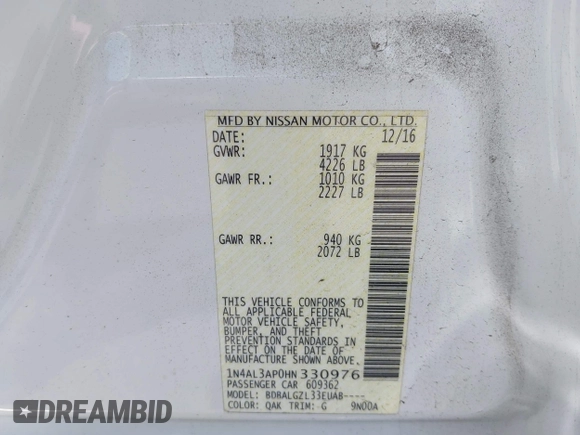 MFD BY NISSAN MOTOR CO., LTD.
DATE: 12/16
GVWR: 1917 KG
4226 LB
GAWR FR.: 1010 KG
2227 LB
GAWR RR.: 940 KG
2072 LB
THIS VEHICLE CONFORMS TO
ALL APPLICABLE FEDERAL
MOTOR VEHICLE SAFETY,
BUMPER, AND THEFT
PREVENTION STANDARDS IN
EFFECT ON THE DATE OF
MANUFACTURE SHOWN ABOVE.
1N4AL3AP0HN330976
PASSENGER CAR 609362
MODEL: BDRALGZL33EUAB----
COLOR: QAK TRIM: G 9N00A
© REAL CARFAX